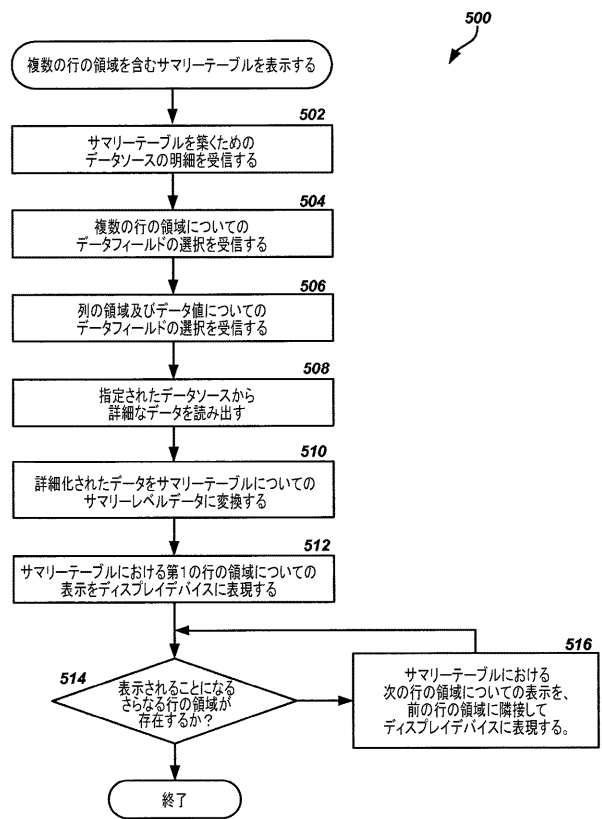 500
複数の行の領域を含むサマリーテーブルを表示する
502
サマリーテーブルを築くための
データソースの明細を受信する
504
複数の行の領域についての
データフィールドの選択を受信する
506
列の領域及びデータ値についての
データフィールドの選択を受信する
508
指定されたデータソースから
詳細なデータを読み出す
510
詳細化されたデータをサマリーテーブルについての
サマリーレベルデータに変換する
512
サマリーテーブルにおける第1の行の領域についての
表示をディスプレイデバイスに表現する
514
表示されることになる
さらなる行の領域が
存在するか?
516
サマリーテーブルにおける
次の行の領域についての表示を、
前の行の領域に隣接して
ディスプレイデバイスに表現する。
終了